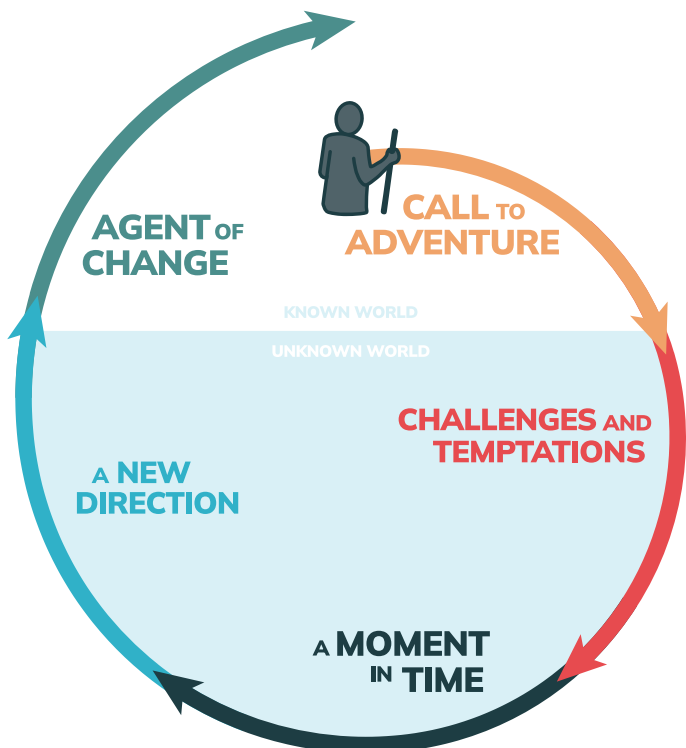 CALL TO
ADVENTURE
AGENT OF
CHANGE
KNOWN WORLD
UNKNOWN WORLD
CHALLENGES AND
TEMPTATIONS
A NEW
DIRECTION
A MOMENT
IN TIME